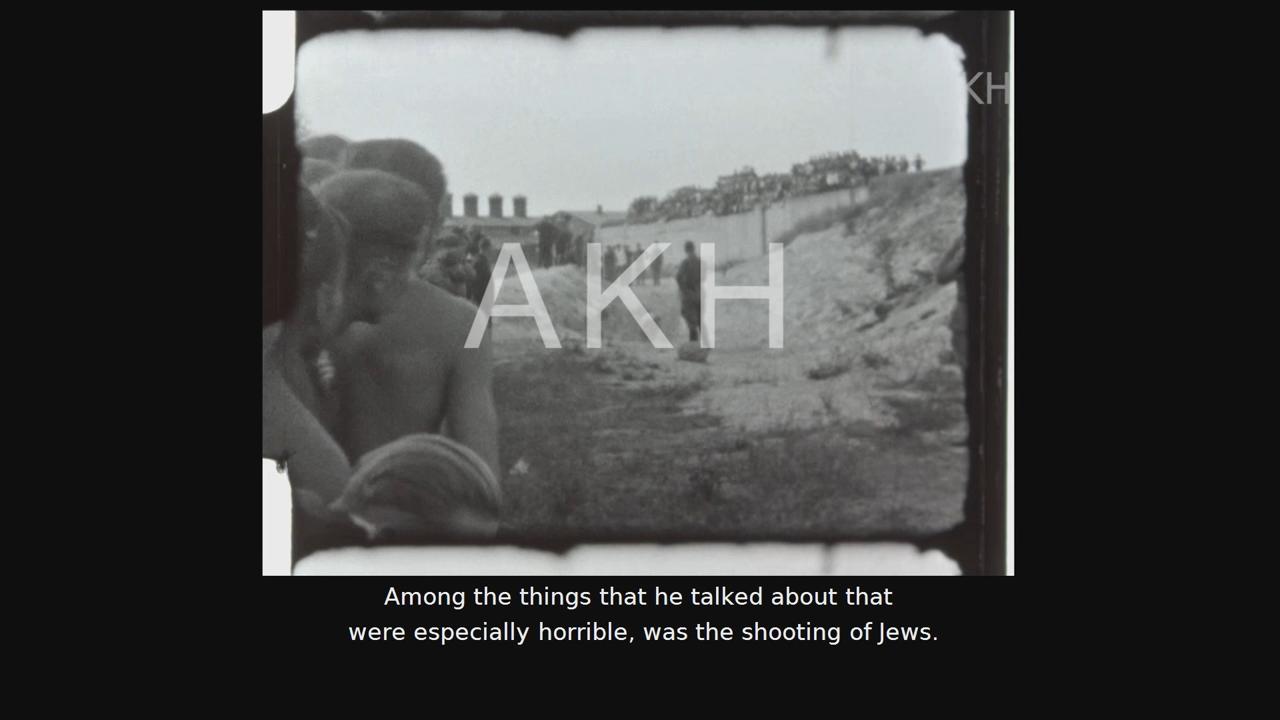 KH
AKH
Among the things that he talked about that
were especially horrible, was the shooting of Jews.